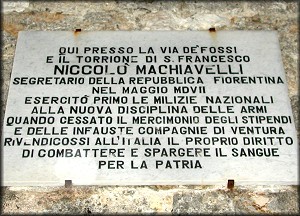 QUI PRESSO LA VIA DE'FOSSI
E IL TORRIONE DI S. FRANCESCO
NICCOLÒ MACHIAVELLI
SEGRETARIO DELLA REPUBBLICA FIORENTINA
NEL MAGGIO MDVII
ESERCITÒ PRIMO LE MILIZIE NAZIONALI
ALLA NUOVA DISCIPLINA DELLE ARMI
QUANDO CESSATO IL MERCIMONIO DEGLI STIPENDI
E DELLE INFAUSTE COMPAGNIE DI VENTURA
RIVENDICOSSI ALL'ITALIA IL PROPRIO DIRITTO
DI COMBATTERE E SPARGERE IL SANGUE
PER LA PATRIA